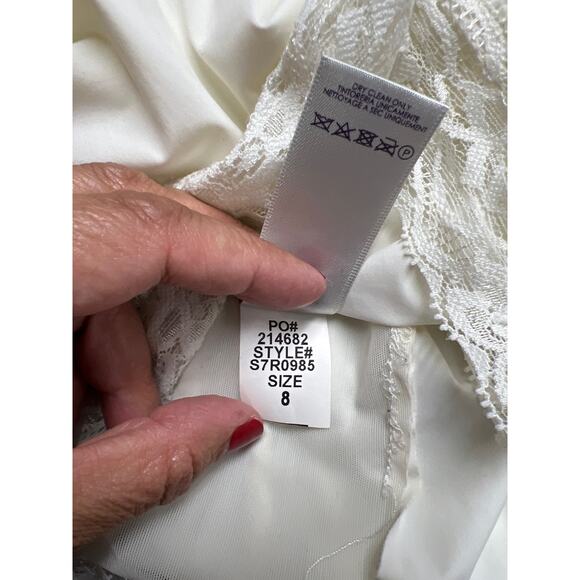 DRY CLEAN ONLY
TINTORERIA UNICAMENTE
NETTOYAGE A SEC UNIQUEMENT
P
PO#
214682
STYLE#
S7R0985
SIZE
8